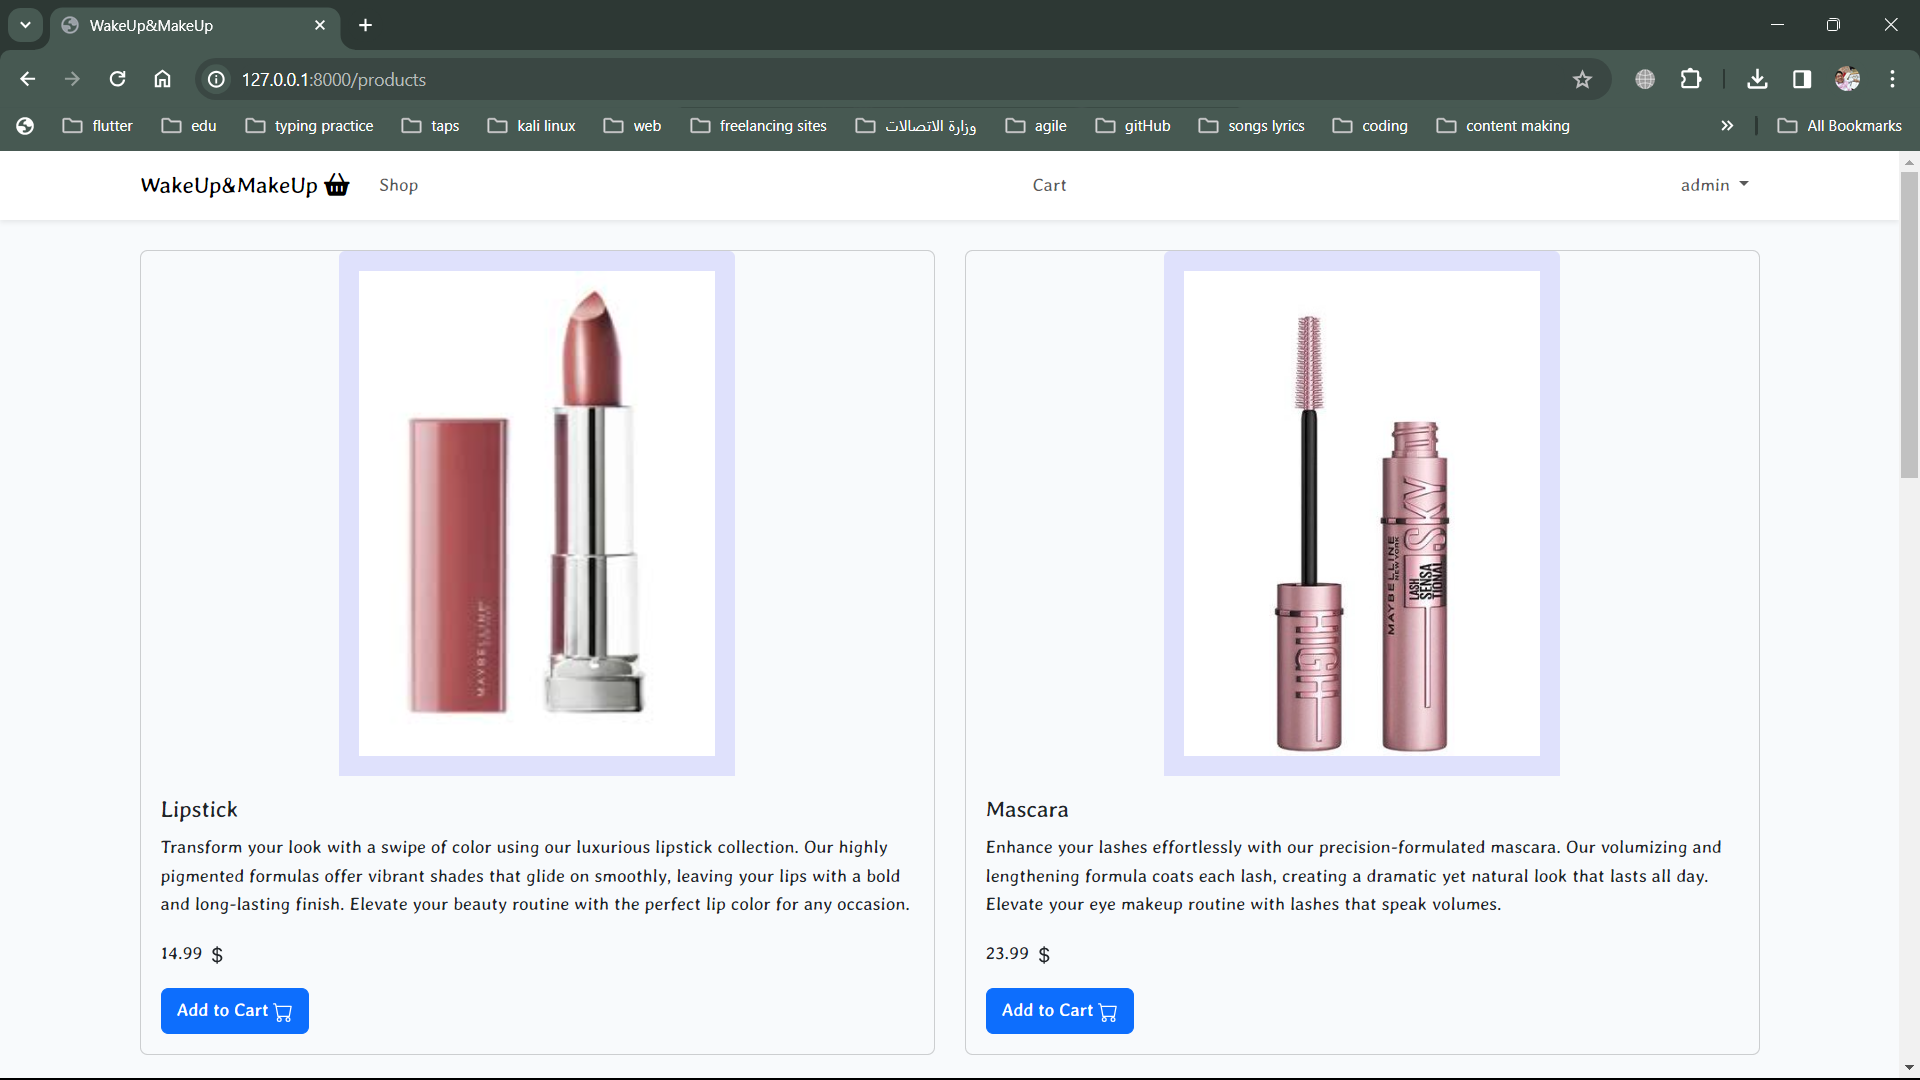 WakeUp&MakeUp
127.0.0.1:8000/products
flutter edu typing practice taps kali linux web freelancing sites وزارة الاتصالات agile gitHub songs lyrics coding content making All Bookmarks
WakeUp&MakeUp Shop Cart admin
MAYBELLINE
HIGH
SKY
MAYBELLINE
NEW YORK
LASH
SENSA
TIONAL
Lipstick
Transform your look with a swipe of color using our luxurious lipstick collection. Our highly
pigmented formulas offer vibrant shades that glide on smoothly, leaving your lips with a bold
and long-lasting finish. Elevate your beauty routine with the perfect lip color for any occasion.
14.99 $
Add to Cart
Mascara
Enhance your lashes effortlessly with our precision-formulated mascara. Our volumizing and
lengthening formula coats each lash, creating a dramatic yet natural look that lasts all day.
Elevate your eye makeup routine with lashes that speak volumes.
23.99 $
Add to Cart